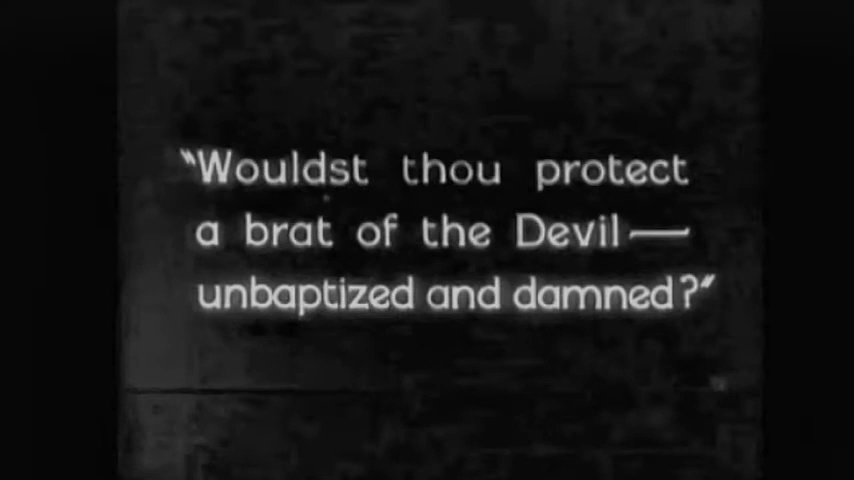 "Wouldst thou protect
a brat of the Devil—
unbaptized and damned?"